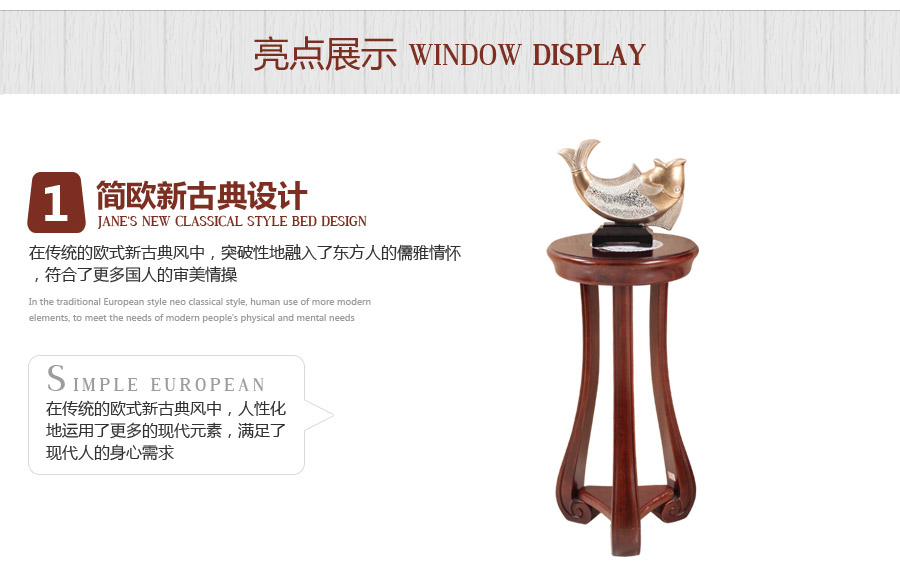 亮点展示 WINDOW DISPLAY
1 简欧新古典设计
JANE'S NEW CLASSICAL STYLE BED DESIGN
在传统的欧式新古典风中，突破性地融入了东方人的儒雅情怀
，符合了更多国人的审美情操
In the traditional European style neo classical style, human use of more modern
elements, to meet the needs of modern people's physical and mental needs
SIMPLE EUROPEAN
在传统的欧式新古典风中，人性化
地运用了更多的现代元素，满足了
现代人的身心需求